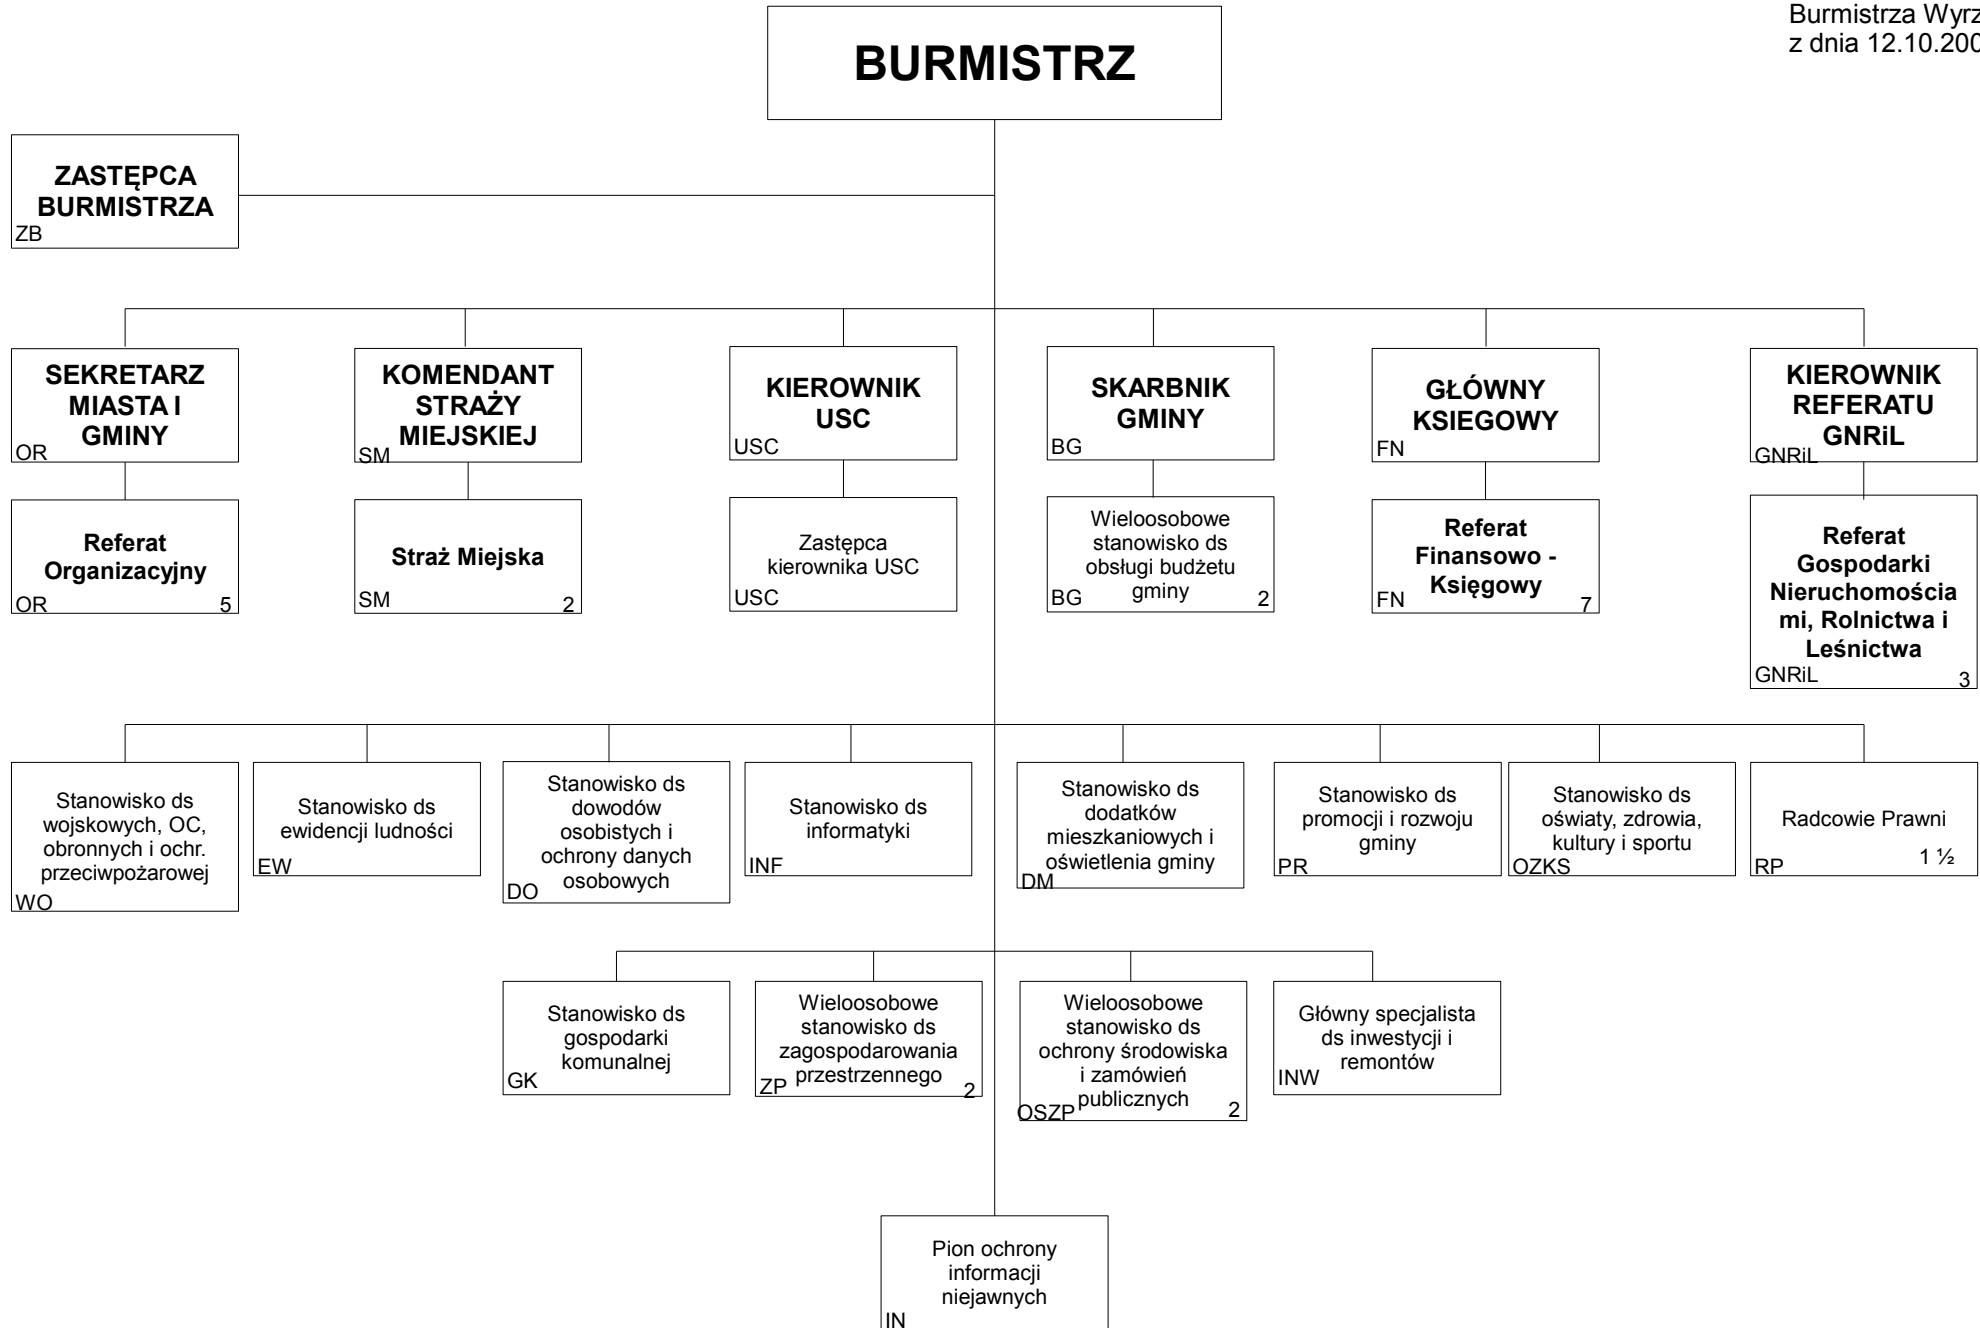 Burmistrza
z dnia
BURMISTRZ
ZASTĘPCA
BURMISTRZA
ZB
SEKRETARZ
MIASTA I
GMINY
OR
KOMENDANT
STRAŻY
MIEJSKIEJ
SM
KIEROWNIK
USC
USC
SKARBNIK
GMINY
BG
GŁÓWNY
KSIEGOWY
FN
KIEROWNIK
REFERATU
GNRiL
GNRiL
Referat
Organizacyjny
OR 5
Straż Miejska
SM 2
Zastępca
kierownika USC
USC
Wieloosobowe
stanowisko ds
obsługi budżetu
gminy
BG 2
Referat
Finansowo -
Księgowy
FN 7
Referat
Gospodarki
Nieruchomościa
mi, Rolnictwa i
Leśnictwa
GNRiL 3
Stanowisko ds
wojskowych, OC,
obronnych i ochr.
przeciwpożarowej
WO
Stanowisko ds
ewidencji ludności
EW
Stanowisko ds
dowodów
osobistych i
ochrony danych
osobowych
DO
Stanowisko ds
informatyki
INF
Stanowisko ds
dodatków
mieszkaniowych i
oświetlenia gminy
DM
Stanowisko ds
promocji i rozwoju
gminy
PR
Stanowisko ds
oświaty, zdrowia,
kultury i sportu
OZKS
Radcowie Prawni
1 ½
RP
Stanowisko ds
gospodarki
komunalnej
GK
Wieloosobowe
stanowisko ds
zagospodarowania
przestrzennego
ZP 2
Wieloosobowe
stanowisko ds
ochrony środowiska
i zamówień
publicznych
OSZP 2
Główny specjalista
ds inwestycji i
remontów
INW
Pion ochrony
informacji
niejawnych
IN